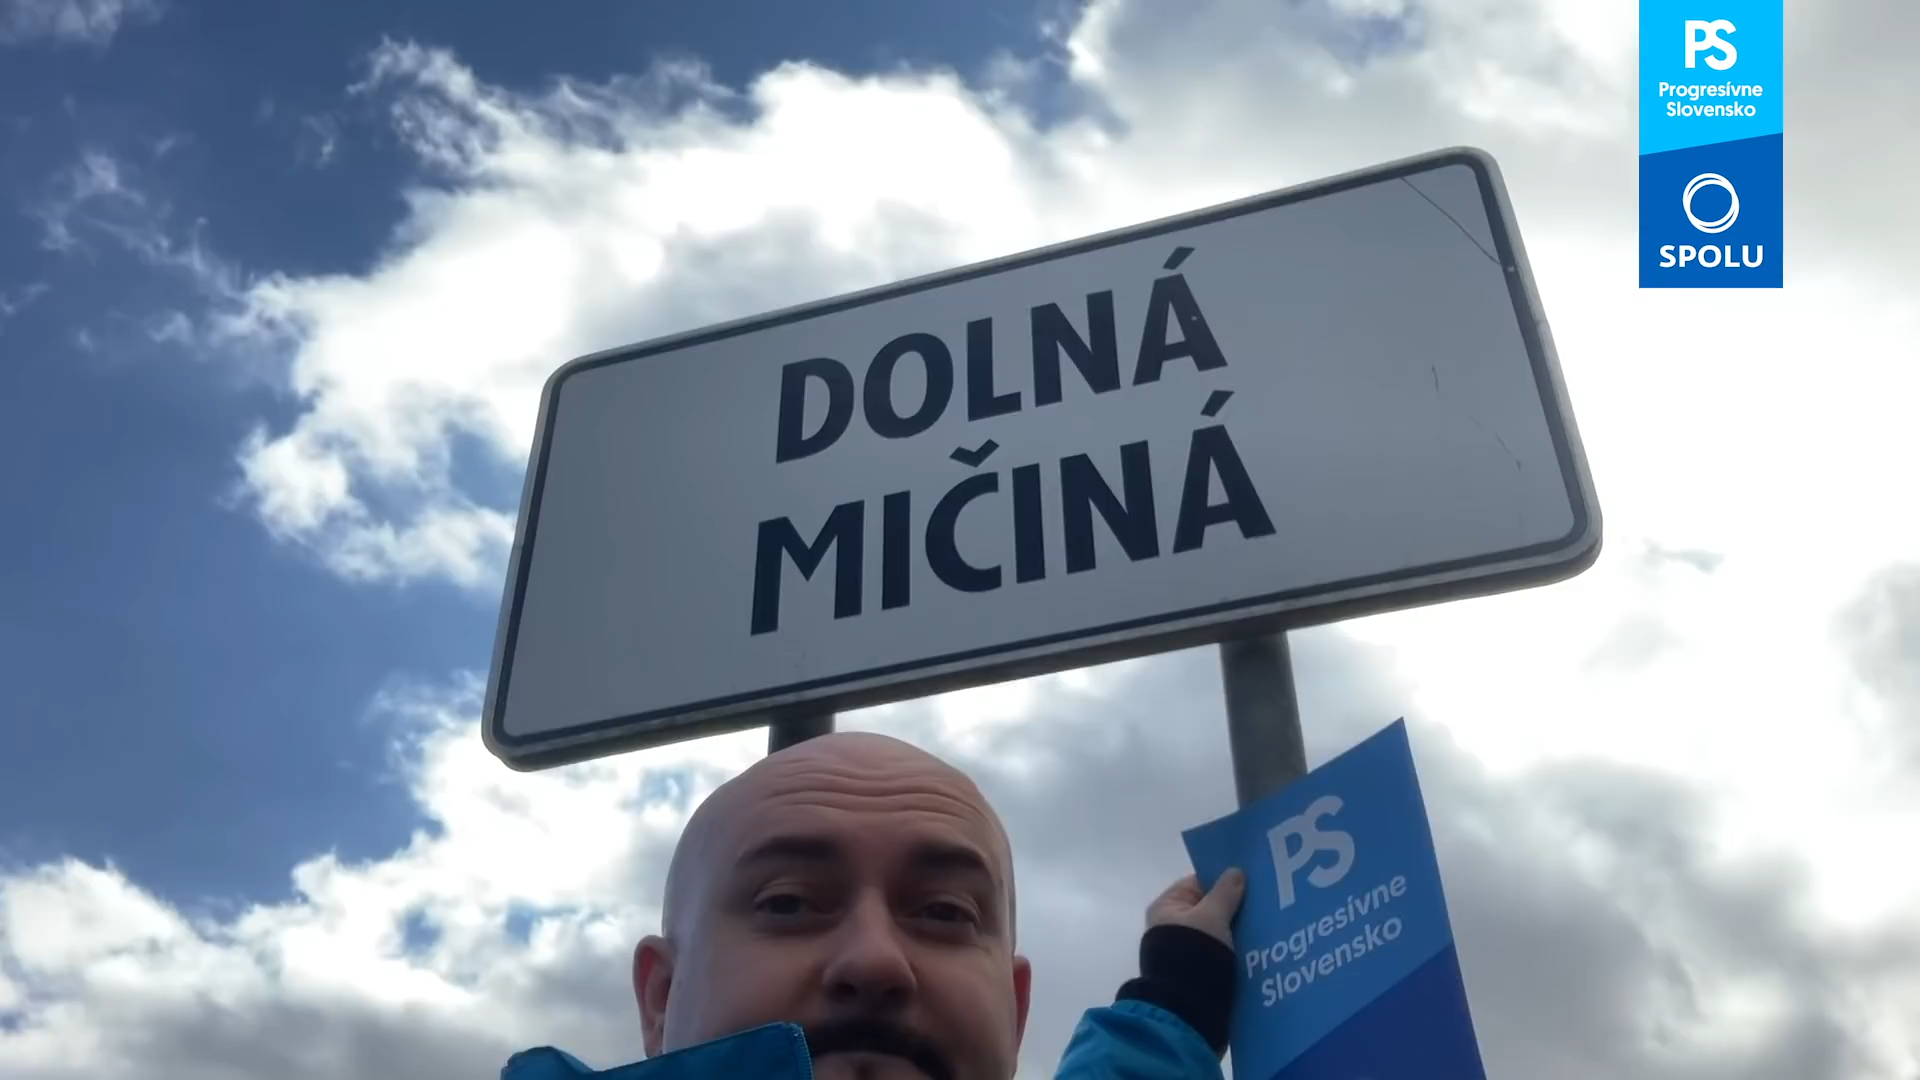 PS
Progresívne
Slovensko
SPOLU
DOLNÁ
MIČINÁ
PS
Progresívne
Slovensko